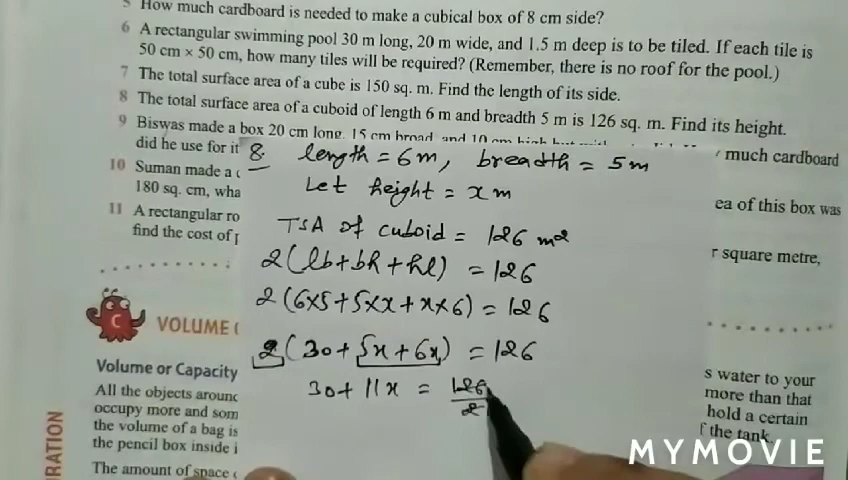 5 How much cardboard is needed to make a cubical box of 8 cm side?
6 A rectangular swimming pool 30 m long, 20 m wide, and 1.5 m deep is to be tiled. If each tile is
50 cm × 50 cm, how many tiles will be required? (Remember, there is no roof for the pool.)
7 The total surface area of a cube is 150 sq. m. Find the length of its side.
8 The total surface area of a cuboid of length 6 m and breadth 5 m is 126 sq. m. Find its height.
9 Biswas made a box 20 cm long, 15 cm broad, and 10 cm high
much cardboard
did he use for it
10 Suman made a
180 sq. cm, wha
ea of this box was
11 A rectangular ro
find the cost of
r square metre,
8. length = 6m, breadth = 5m
Let height = x m
TSA of cuboid = 126 m²
2(lb+bh+hl) = 126
2(6×5+5×x+x×6) = 126
2(30+5x+6x) = 126
30+11x = 126/2
C VOLUME
Volume or Capacity
All the objects around
occupy more and som
the volume of a bag is
the pencil box inside i
The amount of space
s water to your
more than that
hold a certain
f the tank.
RATION
MYMOVIE